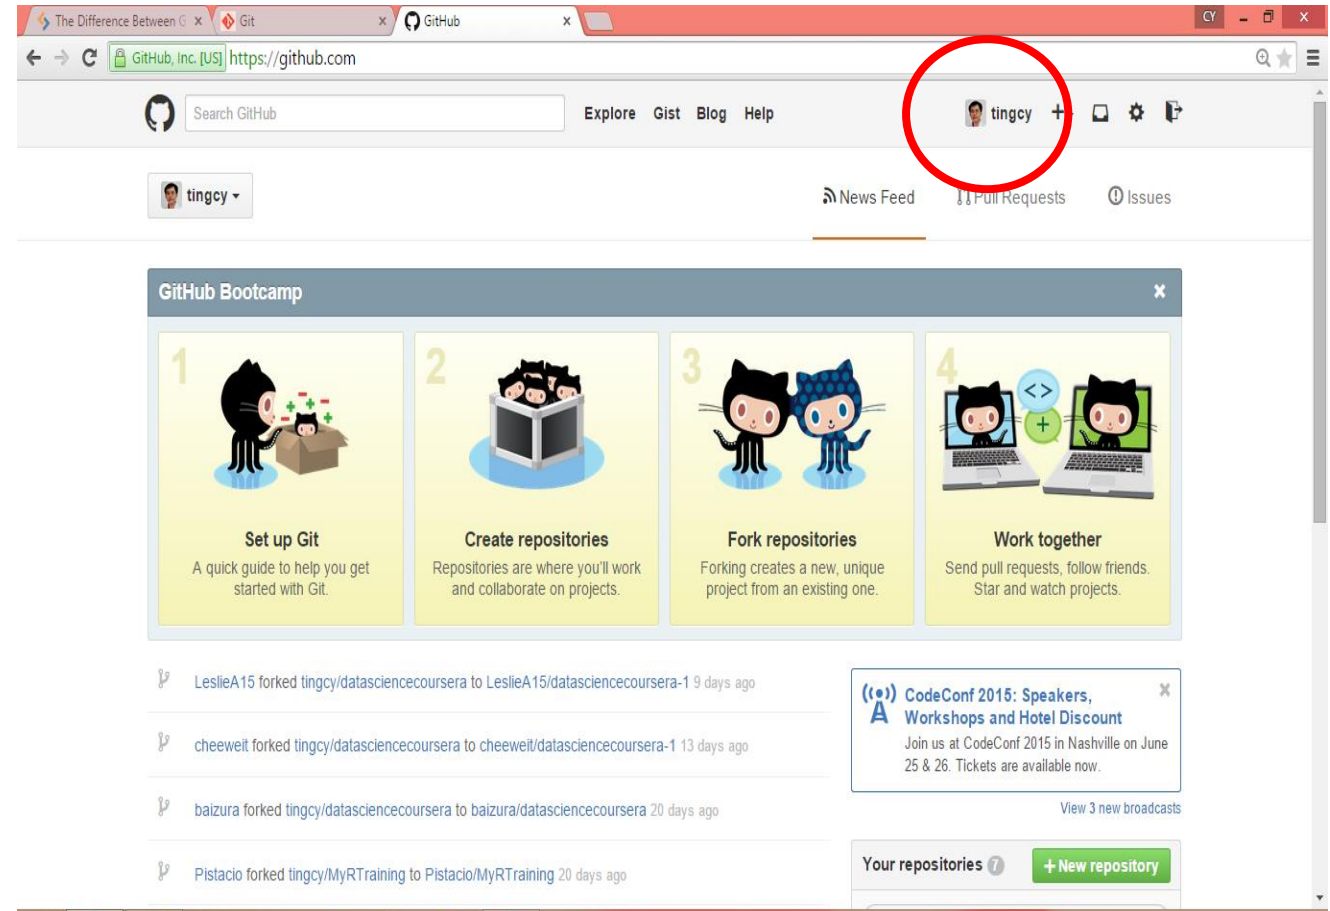 The Difference Between G
Git
GitHub
CY
GitHub, Inc. [US] https://github.com
Search GitHub
Explore Gist Blog Help
tingcy
tingcy
News Feed
Pull Requests
Issues
GitHub Bootcamp
1
Set up Git
A quick guide to help you get
started with Git.
2
Create repositories
Repositories are where you'll work
and collaborate on projects.
3
Fork repositories
Forking creates a new, unique
project from an existing one.
4
Work together
Send pull requests, follow friends.
Star and watch projects.
LeslieA15 forked tingcy/datasciencecoursera to LeslieA15/datasciencecoursera-1 9 days ago
cheeweit forked tingcy/datasciencecoursera to cheeweit/datasciencecoursera-1 13 days ago
baizura forked tingcy/datasciencecoursera to baizura/datasciencecoursera 20 days ago
Pistacio forked tingcy/MyRTraining to Pistacio/MyRTraining 20 days ago
CodeConf 2015: Speakers,
Workshops and Hotel Discount
Join us at CodeConf 2015 in Nashville on June
25 & 26. Tickets are available now.
View 3 new broadcasts
Your repositories 7
+ New repository